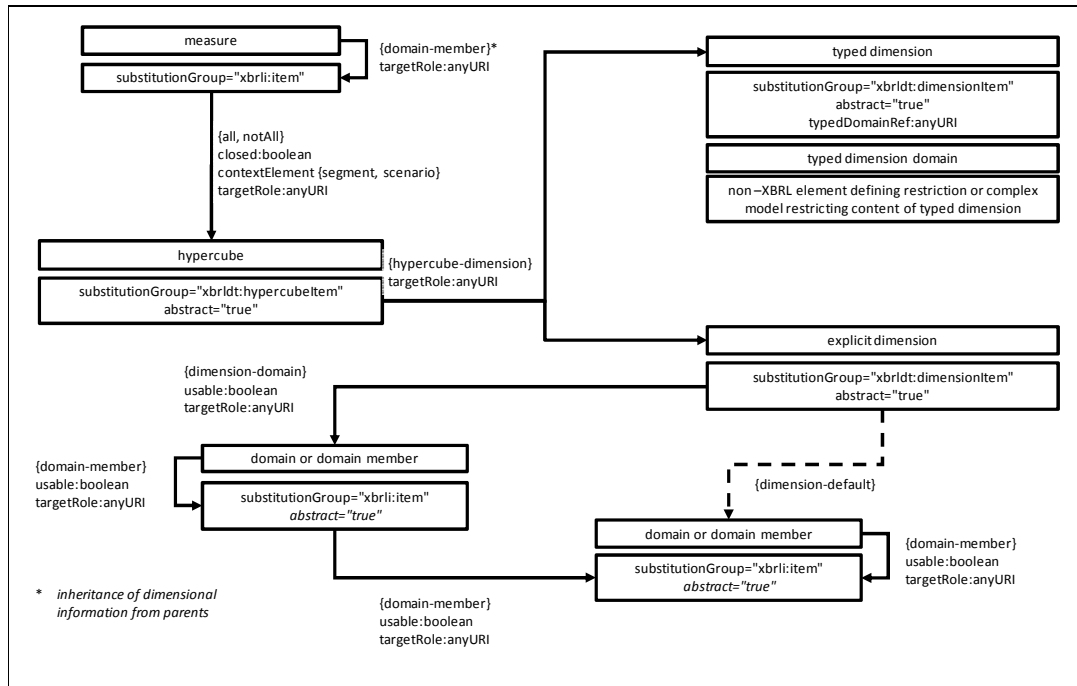 measure
substitutionGroup="xbrli:item"
{domain-member}*
targetRole:anyURI
{all, notAll}
closed:boolean
contextElement {segment, scenario}
targetRole:anyURI
typed dimension
substitutionGroup="xbrldt:dimensionItem"
abstract="true"
typedDomainRef:anyURI
typed dimension domain
non–XBRL element defining restriction or complex
model restricting content of typed dimension
hypercube
substitutionGroup="xbrldt:hypercubeItem"
abstract="true"
{hypercube-dimension}
targetRole:anyURI
explicit dimension
substitutionGroup="xbrldt:dimensionItem"
abstract="true"
{dimension-domain}
usable:boolean
targetRole:anyURI
domain or domain member
substitutionGroup="xbrli:item"
abstract="true"
{domain-member}
usable:boolean
targetRole:anyURI
{dimension-default}
domain or domain member
substitutionGroup="xbrli:item"
abstract="true"
{domain-member}
usable:boolean
targetRole:anyURI
{domain-member}
usable:boolean
targetRole:anyURI
* inheritance of dimensional
information from parents